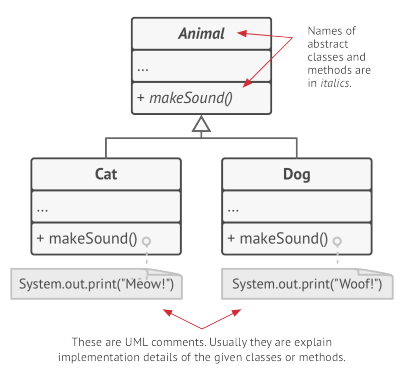 Animal
...
+ makeSound()
Names of
abstract
classes and
methods are
in italics.
Cat
...
+ makeSound()
System.out.print("Meow!")
Dog
...
+ makeSound()
System.out.print("Woof!")
These are UML comments. Usually they are explain
implementation details of the given classes or methods.